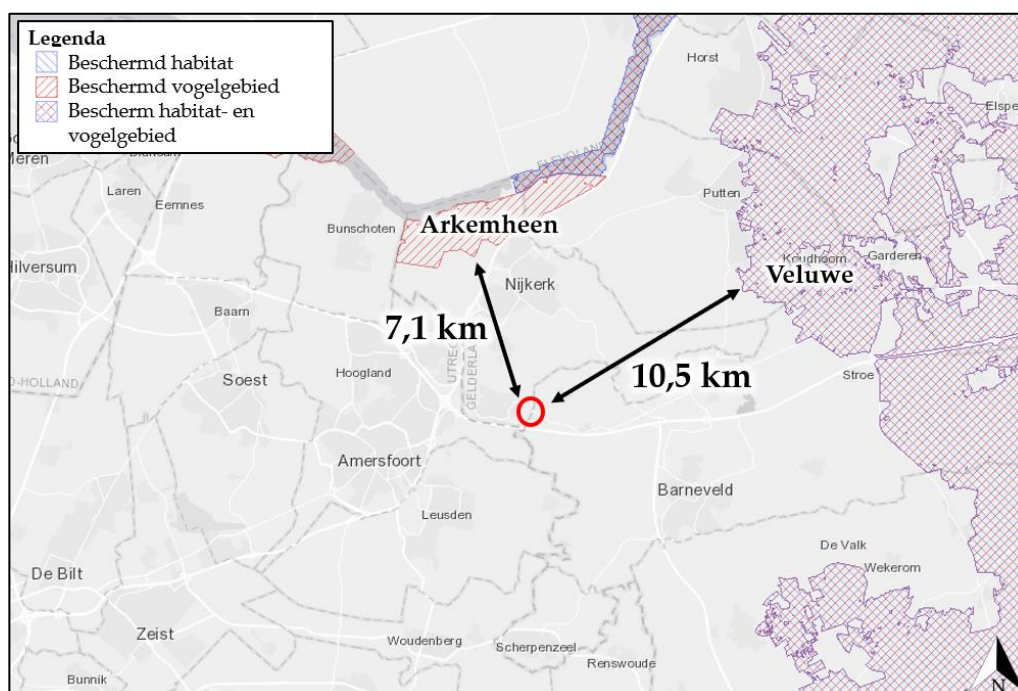 Legenda
Beschermd habitat
Beschermd vogelgebied
Bescherm habitat- en
vogelgebied
Horst
Elspe
Meren
FLEVOLAND
Laren
Eemnes
Putten
Bunschoten
Arkemheen
Koudhoorn
Garderen
Hilversum
Veluwe
Nijkerk
Baarn
7,1 km
UTRECHT
GELDERLAND
D-HOLLAND
Soest
Hoogland
10,5 km
Stroe
Amersfoort
Barneveld
Leusden
De Valk
De Bilt
Wekerom
Zeist
Woudenberg
Scherpenzeel
Renswoude
Bunnik
N